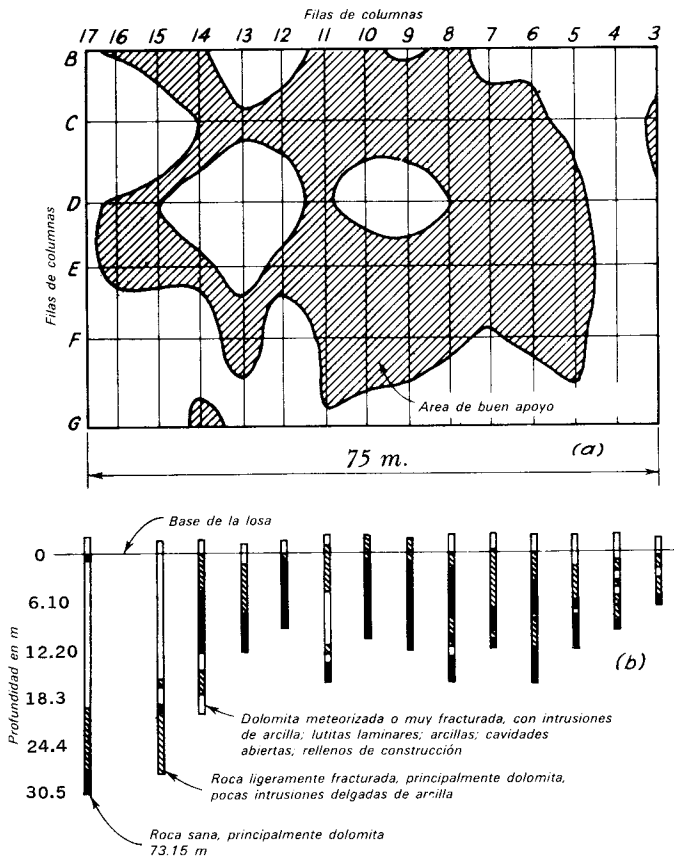 Filas de columnas
17 16 15 14 13 12 11 10 9 8 7 6 5 4 3
B
C
D
E
F
G
Filas de columnas
Area de buen apoyo
(a)
75 m.
Base de la losa
0
6.10
12.20
18.3
24.4
30.5
Profundidad en m
(b)
Dolomita meteorizada o muy fracturada, con intrusiones
de arcilla; lutitas laminares; arcillas; cavidades
abiertas, rellenos de construcción
Roca ligeramente fracturada, principalmente dolomita,
pocas intrusiones delgadas de arcilla
Roca sana, principalmente dolomita
73.15 m